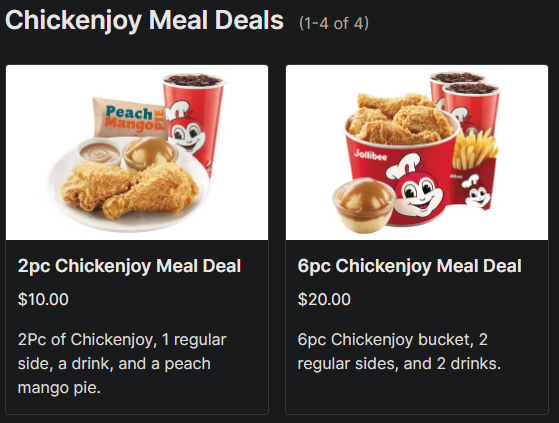 Chickenjoy Meal Deals (1-4 of 4)
Peach
Mango PIE
Jollibee
2pc Chickenjoy Meal Deal
$10.00
2Pc of Chickenjoy, 1 regular
side, a drink, and a peach
mango pie.
6pc Chickenjoy Meal Deal
$20.00
6pc Chickenjoy bucket, 2
regular sides, and 2 drinks.